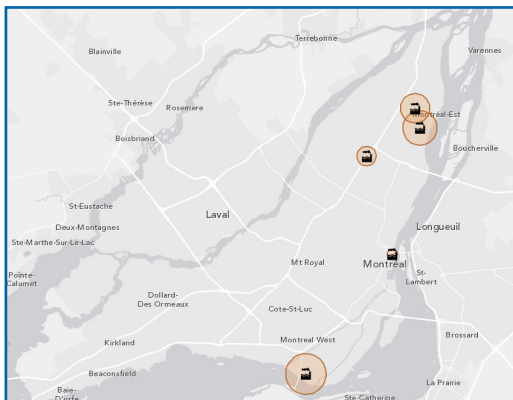 Terrebonne
Blainville
Varennes
Ste-Thérèse
Rosemere
Montréal-Est
Boisbriand
Boucherville
St-Eustache
Laval
Deux-Montagnes
Longueuil
Ste-Marthe-Sur-Le-Lac
Mt Royal
Montréal
Pointe-
Calumet
St-
Lambert
Dollard-
Des Ormeaux
Cote-St-Luc
Kirkland
Montreal West
Brossard
Beaconsfield
La Prairie
Baie-
D'urfe
Ste-Catherine